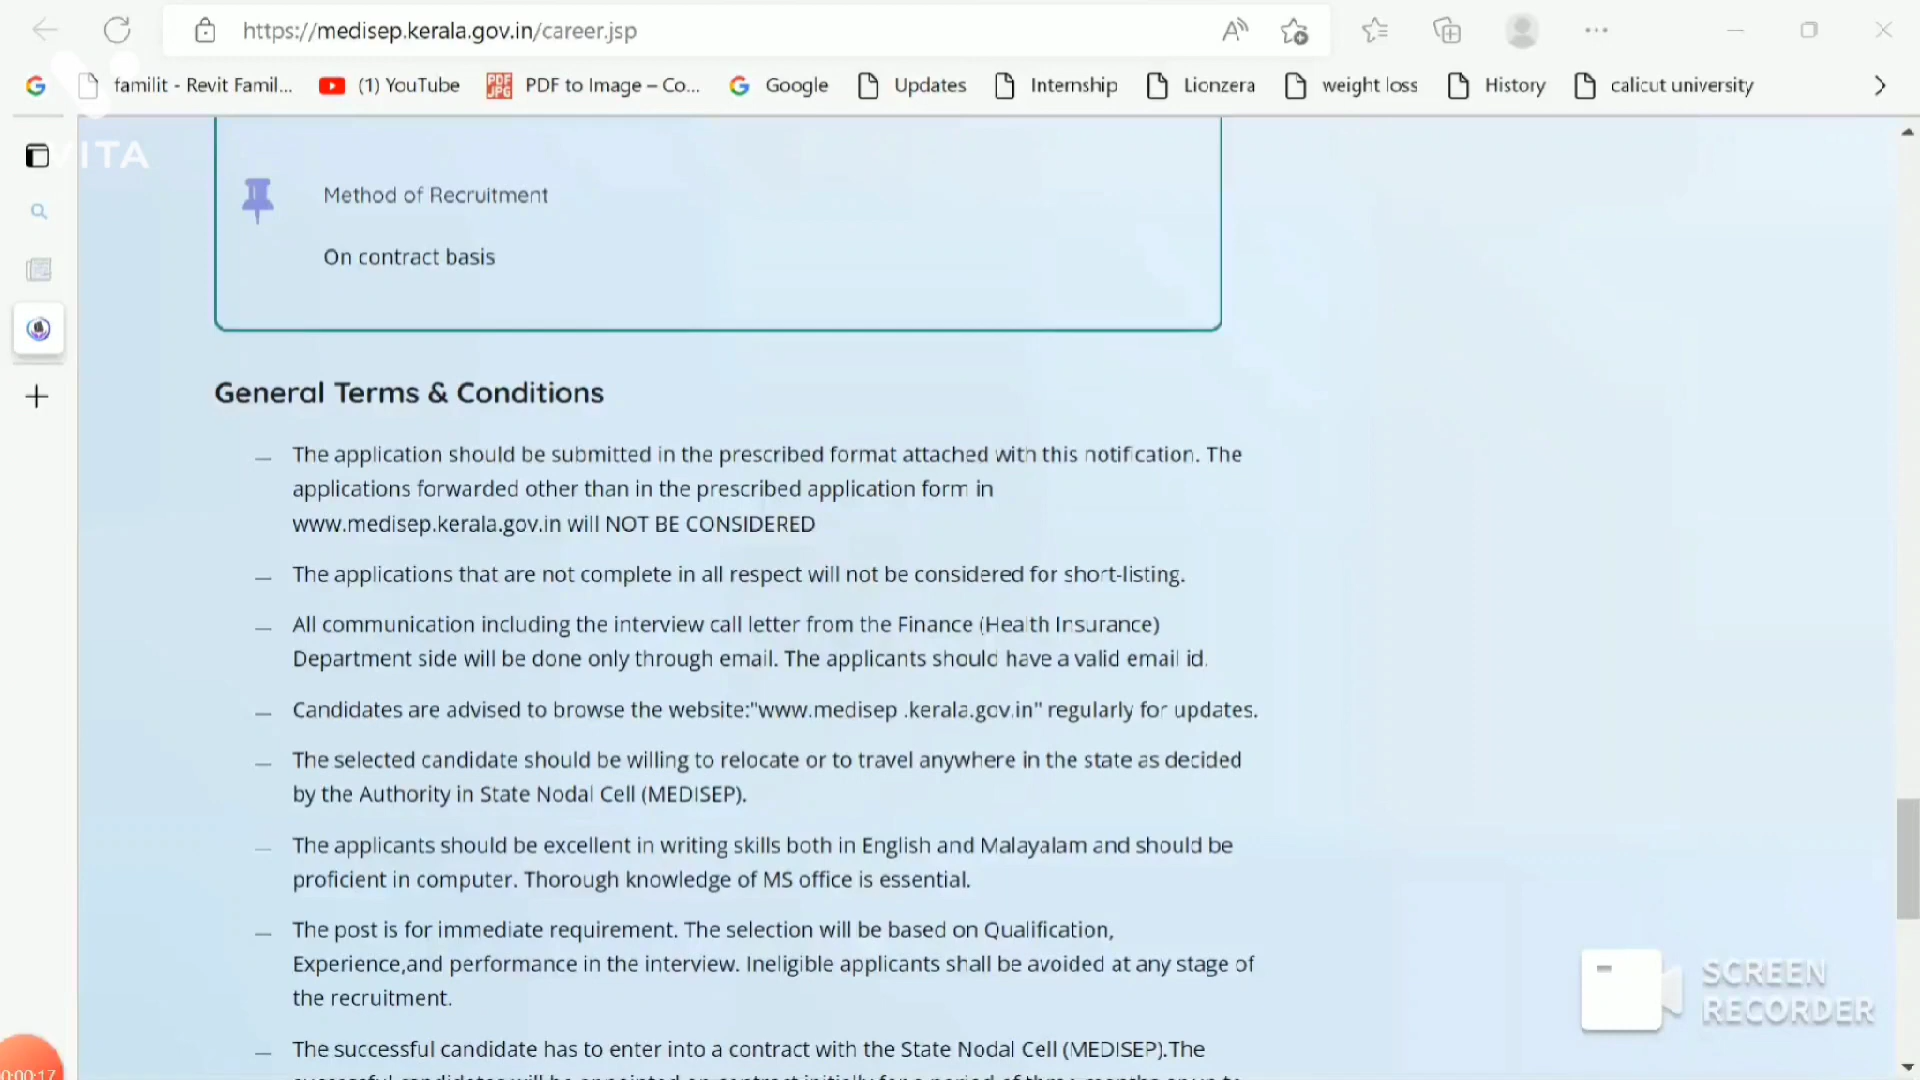 https://medisep.kerala.gov.in/career.jsp
familit - Revit Famil... (1) YouTube PDF to Image – Co... Google Updates Internship Lionzera weight loss History calicut university
VITA
Method of Recruitment
On contract basis
General Terms & Conditions
The application should be submitted in the prescribed format attached with this notification. The
applications forwarded other than in the prescribed application form in
www.medisep.kerala.gov.in will NOT BE CONSIDERED
The applications that are not complete in all respect will not be considered for short-listing.
All communication including the interview call letter from the Finance (Health Insurance)
Department side will be done only through email. The applicants should have a valid email id.
Candidates are advised to browse the website:"www.medisep .kerala.gov.in" regularly for updates.
The selected candidate should be willing to relocate or to travel anywhere in the state as decided
by the Authority in State Nodal Cell (MEDISEP).
The applicants should be excellent in writing skills both in English and Malayalam and should be
proficient in computer. Thorough knowledge of MS office is essential.
The post is for immediate requirement. The selection will be based on Qualification,
Experience,and performance in the interview. Ineligible applicants shall be avoided at any stage of
the recruitment.
SCREEN
RECORDER
The successful candidate has to enter into a contract with the State Nodal Cell (MEDISEP).The
0:00:17